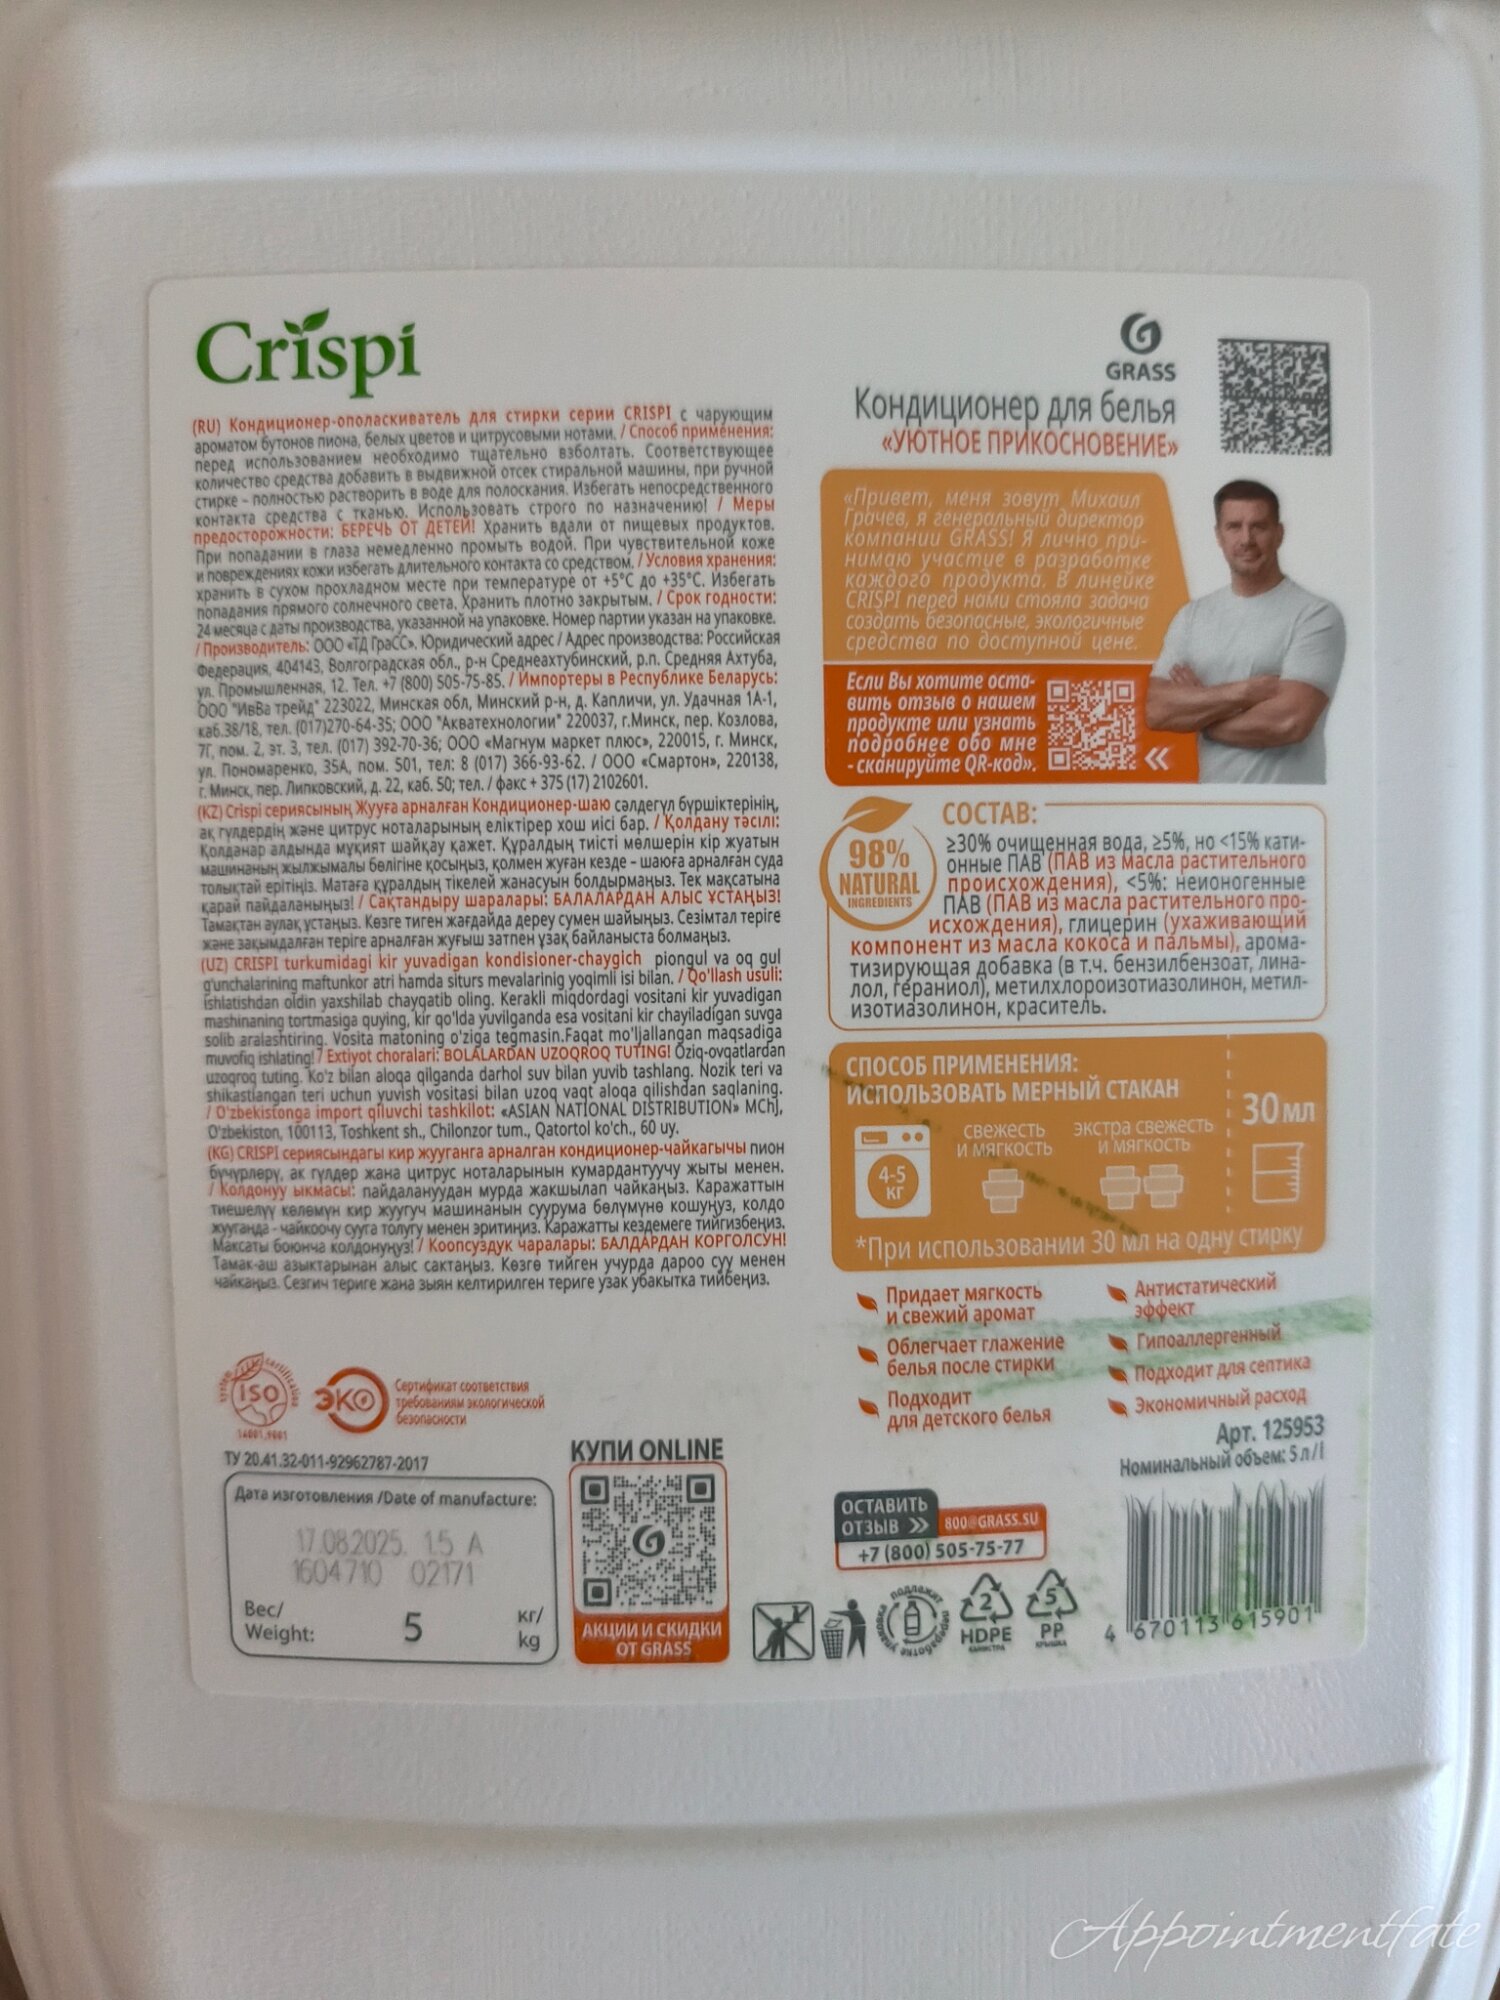 Crispi
(RU) Кондиционер-ополаскиватель для стирки серии CRISPI с чарующим
ароматом бутонов пиона, белых цветов и цитрусовыми нотами. / Способ применения:
перед использованием необходимо тщательно взболтать. Соответствующее
количество средства добавить в выдвижной отсек стиральной машины, при ручной
стирке – полностью растворить в воде для полоскания. Избегать непосредственного
контакта средства с тканью. Использовать строго по назначению! / Меры
предосторожности: БЕРЕЧЬ ОТ ДЕТЕЙ! Хранить вдали от пищевых продуктов.
При попадании в глаза немедленно промыть водой. При чувствительной коже
и повреждениях кожи избегать длительного контакта со средством. / Условия хранения:
хранить в сухом прохладном месте при температуре от +5°С до +35°С. Избегать
попадания прямого солнечного света. Хранить плотно закрытым. / Срок годности:
24 месяца с даты производства, указанной на упаковке. Номер партии указан на упаковке.
/ Производитель: ООО «ТД ГраСС». Юридический адрес / Адрес производства: Российская
Федерация, 404143, Волгоградская обл., р-н Среднеахтубинский, р.п. Средняя Ахтуба,
ул. Промышленная, 12. Тел. +7 (800) 505-75-85. / Импортеры в Республике Беларусь:
ООО "ИвВа трейд" 223022, Минская обл, Минский р-н, д. Капличи, ул. Удачная 1А-1,
каб.38/18, тел. (017)270-64-35; ООО "Акватехнологии" 220037, г.Минск, пер. Козлова,
7Г, пом. 2, эт. 3, тел. (017) 392-70-36; ООО «Магнум маркет плюс», 220015, г. Минск,
ул. Пономаренко, 35А, пом. 501, тел: 8 (017) 366-93-62. / ООО «Смартон», 220138,
г. Минск, пер. Липковский, д. 22, каб. 50; тел. / факс + 375 (17) 2102601.
(KZ) Crispi сериясының Жууға арналған Кондиционер-шаю сәлдегүл бүршіктерінің,
ақ гүлдердің және цитрус ноталарының еліктірер хош иісі бар. / Қолдану тәсілі:
Қолданар алдында мұқият шайқау қажет. Құралдың тиісті мөлшерін кір жуатын
машинаның жылжымалы бөлігіне қосыңыз, қолмен жуған кезде – шаюға арналған суда
толықтай ерітіңіз. Матаға құралдың тікелей жанасуын болдырмаңыз. Тек мақсатына
қарай пайдаланыңыз! / Сақтандыру шаралары: БАЛАЛАРДАН АЛЫС ҰСТАҢЫЗ!
Тамақтан аулақ ұстаңыз. Көзге тиген жағдайда дереу сумен шайыңыз. Сезімтал теріге
және зақымдалған теріге арналған жуғыш затпен ұзақ байланыста болмаңыз.
(UZ) CRISPI turkumidagi kir yuvadigan kondisioner-chaygich piongul va oq gul
g'unchalarining maftunkor atri hamda siturs mevalarinig yoqimli isi bilan. / Qo'llash usuli:
ishlatishdan oldin yaxshilab chayqatib oling. Kerakli miqdordagi vositani kir yuvadigan
mashinaning tortmasiga quying, kir qo'lda yuvilganda esa vositani kir chayiladigan suvga
solib aralashtiring. Vosita matoning o'ziga tegmasin.Faqat mo'ljallangan maqsadiga
muvofiq ishlating! / Extiyot choralari: BOLALARDAN UZOQROQ TUTING! Oziq-ovqatlardan
uzoqroq tuting. Ko'z bilan aloqa qilganda darhol suv bilan yuvib tashlang. Nozik teri va
shikastlangan teri uchun yuvish vositasi bilan uzoq vaqt aloqa qilishdan saqlaning.
/ O'zbekistonga import qiluvchi tashkilot: «ASIAN NATIONAL DISTRIBUTION» MChJ,
O'zbekiston, 100113, Toshkent sh., Chilonzor tum., Qatortol ko'ch., 60 uy.
(KG) CRISPI сериясындагы кир жууганга арналган кондиционер-чайкагычы пион
бүчүрлөрү, ак гүлдөр жана цитрус ноталарынын кумардантуучу жыты менен.
/ Колдонуу ыкмасы: пайдалануудан мурда жакшылап чайкаңыз. Каражаттын
тиешелүү көлөмүн кир жуугуч машинанын суурума бөлүмүнө кошуңуз, колдо
жууганда - чайкоочу сууга толугу менен эритиңиз. Каражатты кездемеге тийгизбеңиз.
Максаты боюнча колдонуңуз! / Коопсуздук чаралары: БАЛДАРДАН КОРГОЛСУН!
Тамак-аш азыктарынан алыс сактаңыз. Көзгө тийген учурда дароо суу менен
чайкаңыз. Сезгич териге жана зыян келтирилген териге узак убакытка тийбеңиз.
GRASS
Кондиционер для белья
«УЮТНОЕ ПРИКОСНОВЕНИЕ»
«Привет, меня зовут Михаил
Грачев, я генеральный директор
компании GRASS! Я лично при-
нимаю участие в разработке
каждого продукта. В линейке
CRISPI перед нами стояла задача
создать безопасные, экологичные
средства по доступной цене.
Если Вы хотите оста-
вить отзыв о нашем
продукте или узнать
подробнее обо мне
- сканируйте QR-код».
98%
NATURAL
INGREDIENTS
СОСТАВ:
≥30% очищенная вода, ≥5%, но <15% кати-
онные ПАВ (ПАВ из масла растительного
происхождения), <5%: неионогенные
ПАВ (ПАВ из масла растительного про-
исхождения), глицерин (ухаживающий
компонент из масла кокоса и пальмы), арома-
тизирующая добавка (в т.ч. бензилбензоат, лина-
лол, гераниол), метилхлороизотиазолинон, метил-
изотиазолинон, краситель.
СПОСОБ ПРИМЕНЕНИЯ:
ИСПОЛЬЗОВАТЬ МЕРНЫЙ СТАКАН
4-5
КГ
СВЕЖЕСТЬ
И МЯГКОСТЬ
ЭКСТРА СВЕЖЕСТЬ
И МЯГКОСТЬ
30 мл
*При использовании 30 мл на одну стирку
Придает мягкость
и свежий аромат
Облегчает глажение
белья после стирки
Подходит
для детского белья
Антистатический
эффект
Гипоаллергенный
Подходит для септика
Экономичный расход
Арт. 125953
Номинальный объем: 5 л / l
system certification
ISO
14001, 9001
ЭКО
Сертификат соответствия
требованиям экологической
безопасности
ТУ 20.41.32-011-92962787-2017
Дата изготовления /Date of manufacture:
17.08.2025. 1.5 А
1604710 02171
Вес/
Weight:
5
кг/
kg
КУПИ ONLINE
АКЦИИ И СКИДКИ
ОТ GRASS
ОСТАВИТЬ
ОТЗЫВ
800@GRASS.SU
+7 (800) 505-75-77
упаковка подлежит переработке
2
HDPE
КАНИСТРА
5
PP
КРЫШКА
4 670113 615901
Appointmentfate